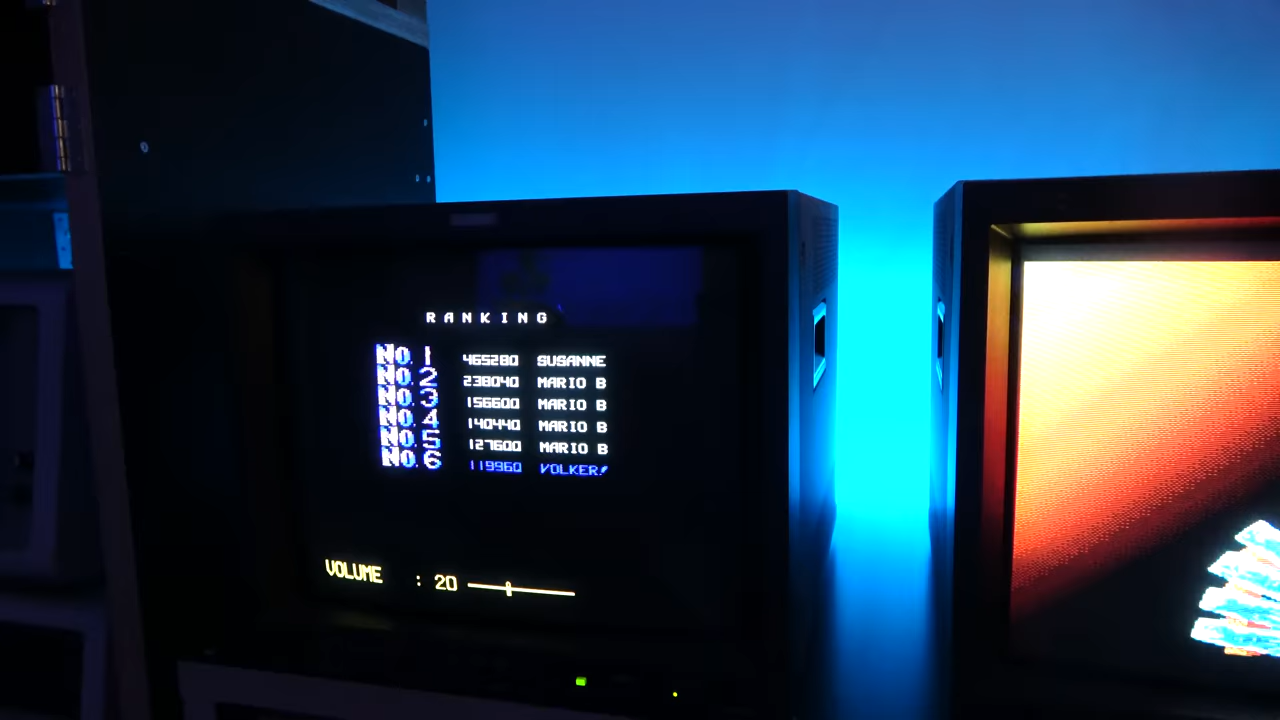 RANKING
No. 1 465280 SUSANNE
No. 2 238040 MARIO B
No. 3 156600 MARIO B
No. 4 140440 MARIO B
No. 5 127600 MARIO B
No. 6 119960 VOLKER!
VOLUME : 20